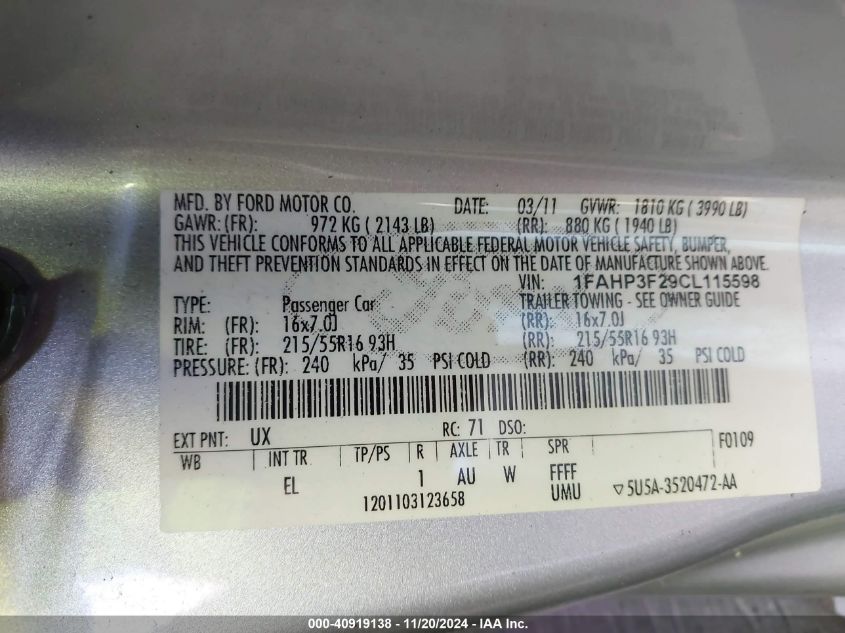 MFD. BY FORD MOTOR CO. DATE: 03/11 GVWR: 1810 KG ( 3990 LB)
GAWR: (FR): 972 KG ( 2143 LB) (RR): 880 KG ( 1940 LB)
THIS VEHICLE CONFORMS TO ALL APPLICABLE FEDERAL MOTOR VEHICLE SAFETY, BUMPER,
AND THEFT PREVENTION STANDARDS IN EFFECT ON THE DATE OF MANUFACTURE SHOWN ABOVE.
VIN: 1FAHP3F29CL115598
TYPE: Passenger Car TRAILER TOWING - SEE OWNER GUIDE
RIM: (FR): 16x7.0J (RR): 16x7.0J
TIRE: (FR): 215/55R16 93H (RR): 215/55R16 93H
PRESSURE: (FR): 240 kPa/ 35 PSI COLD (RR): 240 kPa/ 35 PSI COLD
EXT PNT: UX RC: 71 DSO: F0109
WB INT TR TP/PS R AXLE TR SPR
EL 1 AU W FFFF
UMU
1201103123658 ▽5U5A-3520472-AA
000-40919138 - 11/20/2024 - IAA Inc.